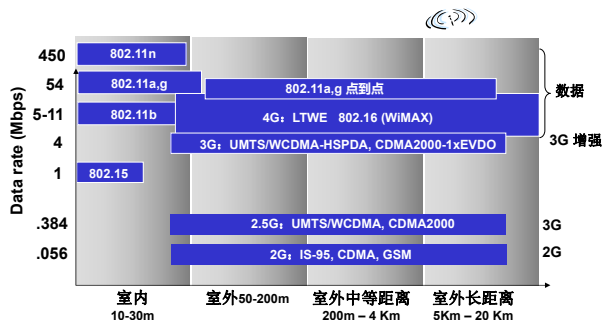 Data rate (Mbps)
450
802.11n
54
802.11a,g
802.11a,g 点到点
数据
5-11
802.11b
4G：LTWE 802.16 (WiMAX)
4
3G：UMTS/WCDMA-HSPDA, CDMA2000-1xEVDO
3G 增强
1
802.15
.384
2.5G：UMTS/WCDMA, CDMA2000
3G
.056
2G：IS-95, CDMA, GSM
2G
室内
10-30m
室外50-200m
室外中等距离
200m – 4 Km
室外长距离
5Km – 20 Km